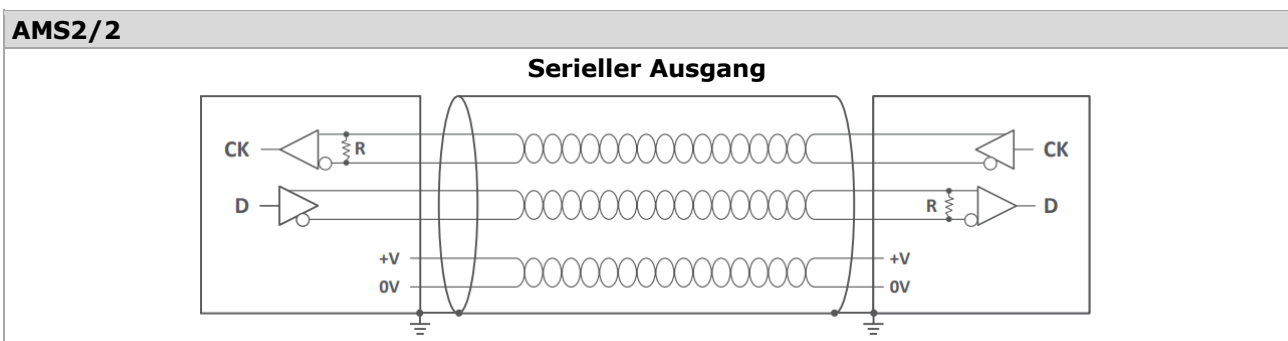 AMS2/2
Serieller Ausgang
CK R CK
D R D
+V +V
0V 0V